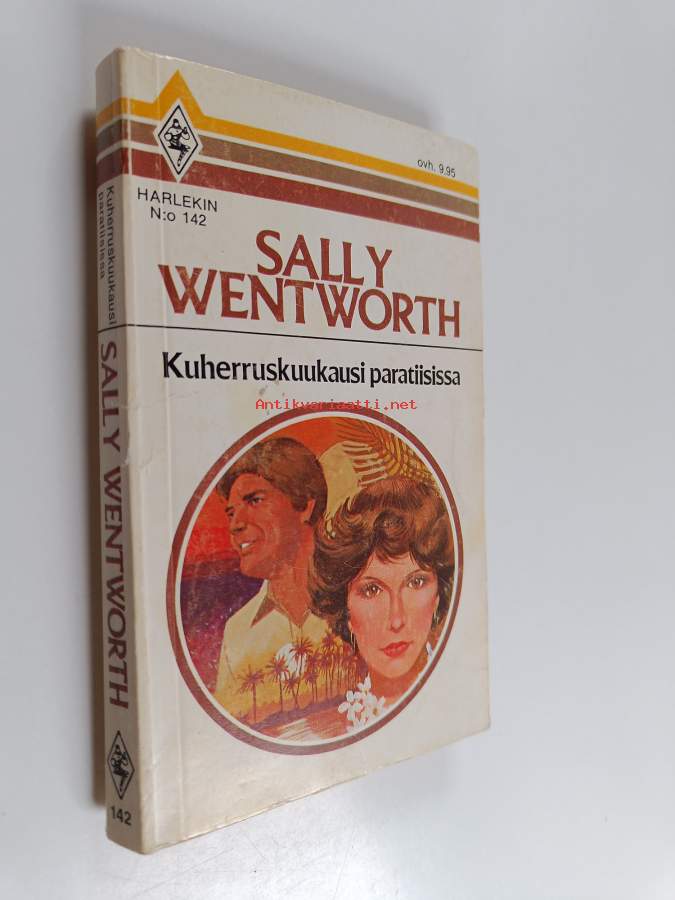 ovh. 9,95
HARLEKIN
N:o 142
SALLY
WENTWORTH
Kuherruskuukausi paratiisissa
Antikvariaatti.net
Kuherruskuukausi
paratiisissa
SALLY WENTWORTH
142